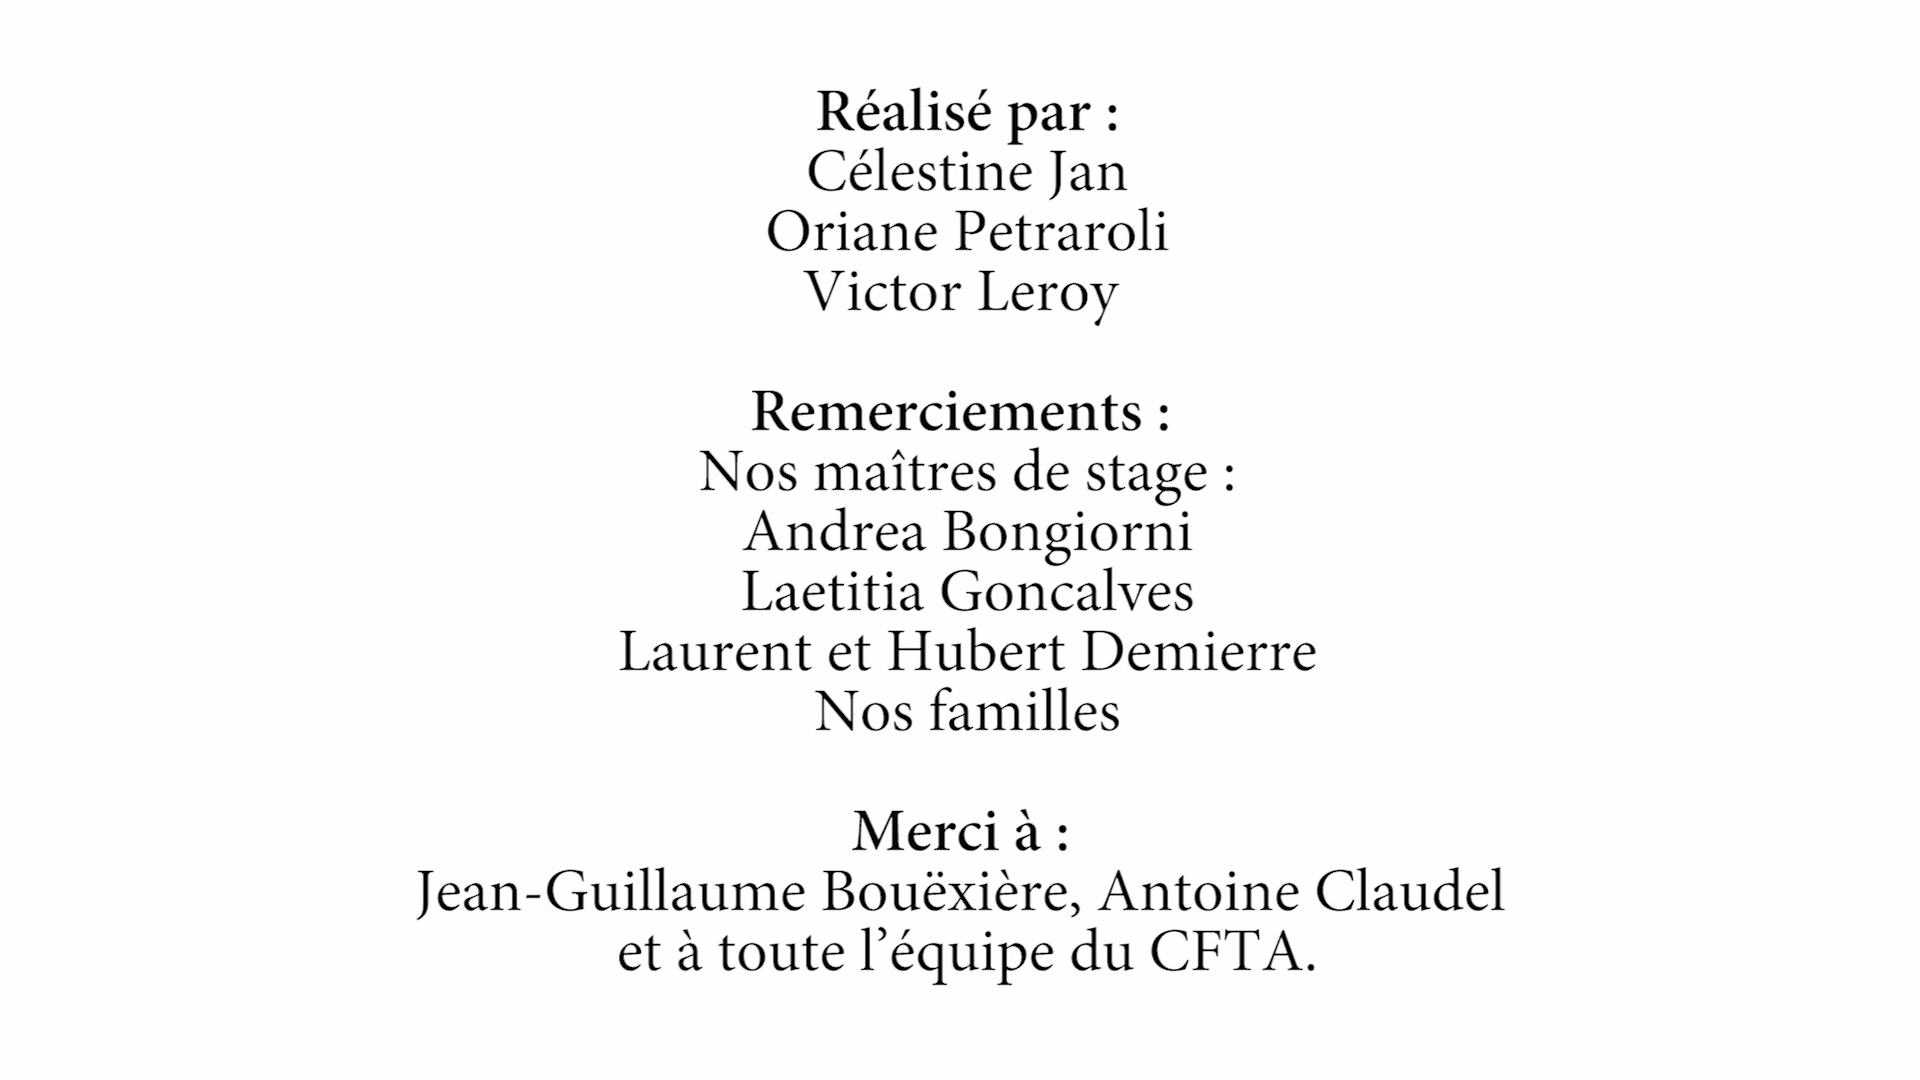 Réalisé par :
Célestine Jan
Oriane Petraroli
Victor Leroy
Remerciements :
Nos maîtres de stage :
Andrea Bongiorni
Laetitia Goncalves
Laurent et Hubert Demierre
Nos familles
Merci à :
Jean-Guillaume Bouëxière, Antoine Claudel
et à toute l’équipe du CFTA.